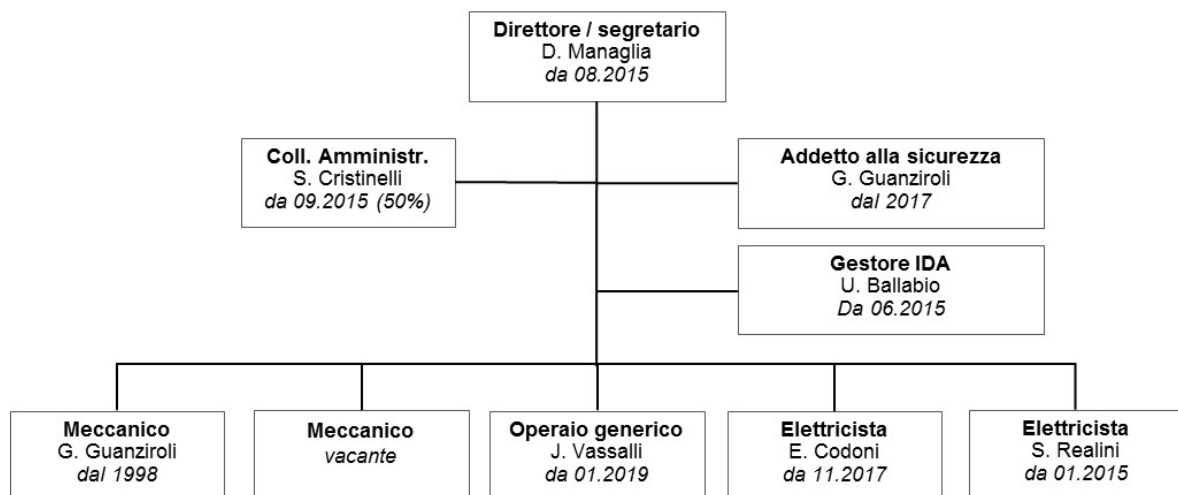 Direttore / segretario
D. Managlia
da 08.2015
Coll. Amministr.
S. Cristinelli
da 09.2015 (50%)
Addetto alla sicurezza
G. Guanziroli
dal 2017
Gestore IDA
U. Ballabio
Da 06.2015
Meccanico
G. Guanziroli
dal 1998
Meccanico
vacante
Operaio generico
J. Vassalli
da 01.2019
Elettricista
E. Codoni
da 11.2017
Elettricista
S. Realini
da 01.2015